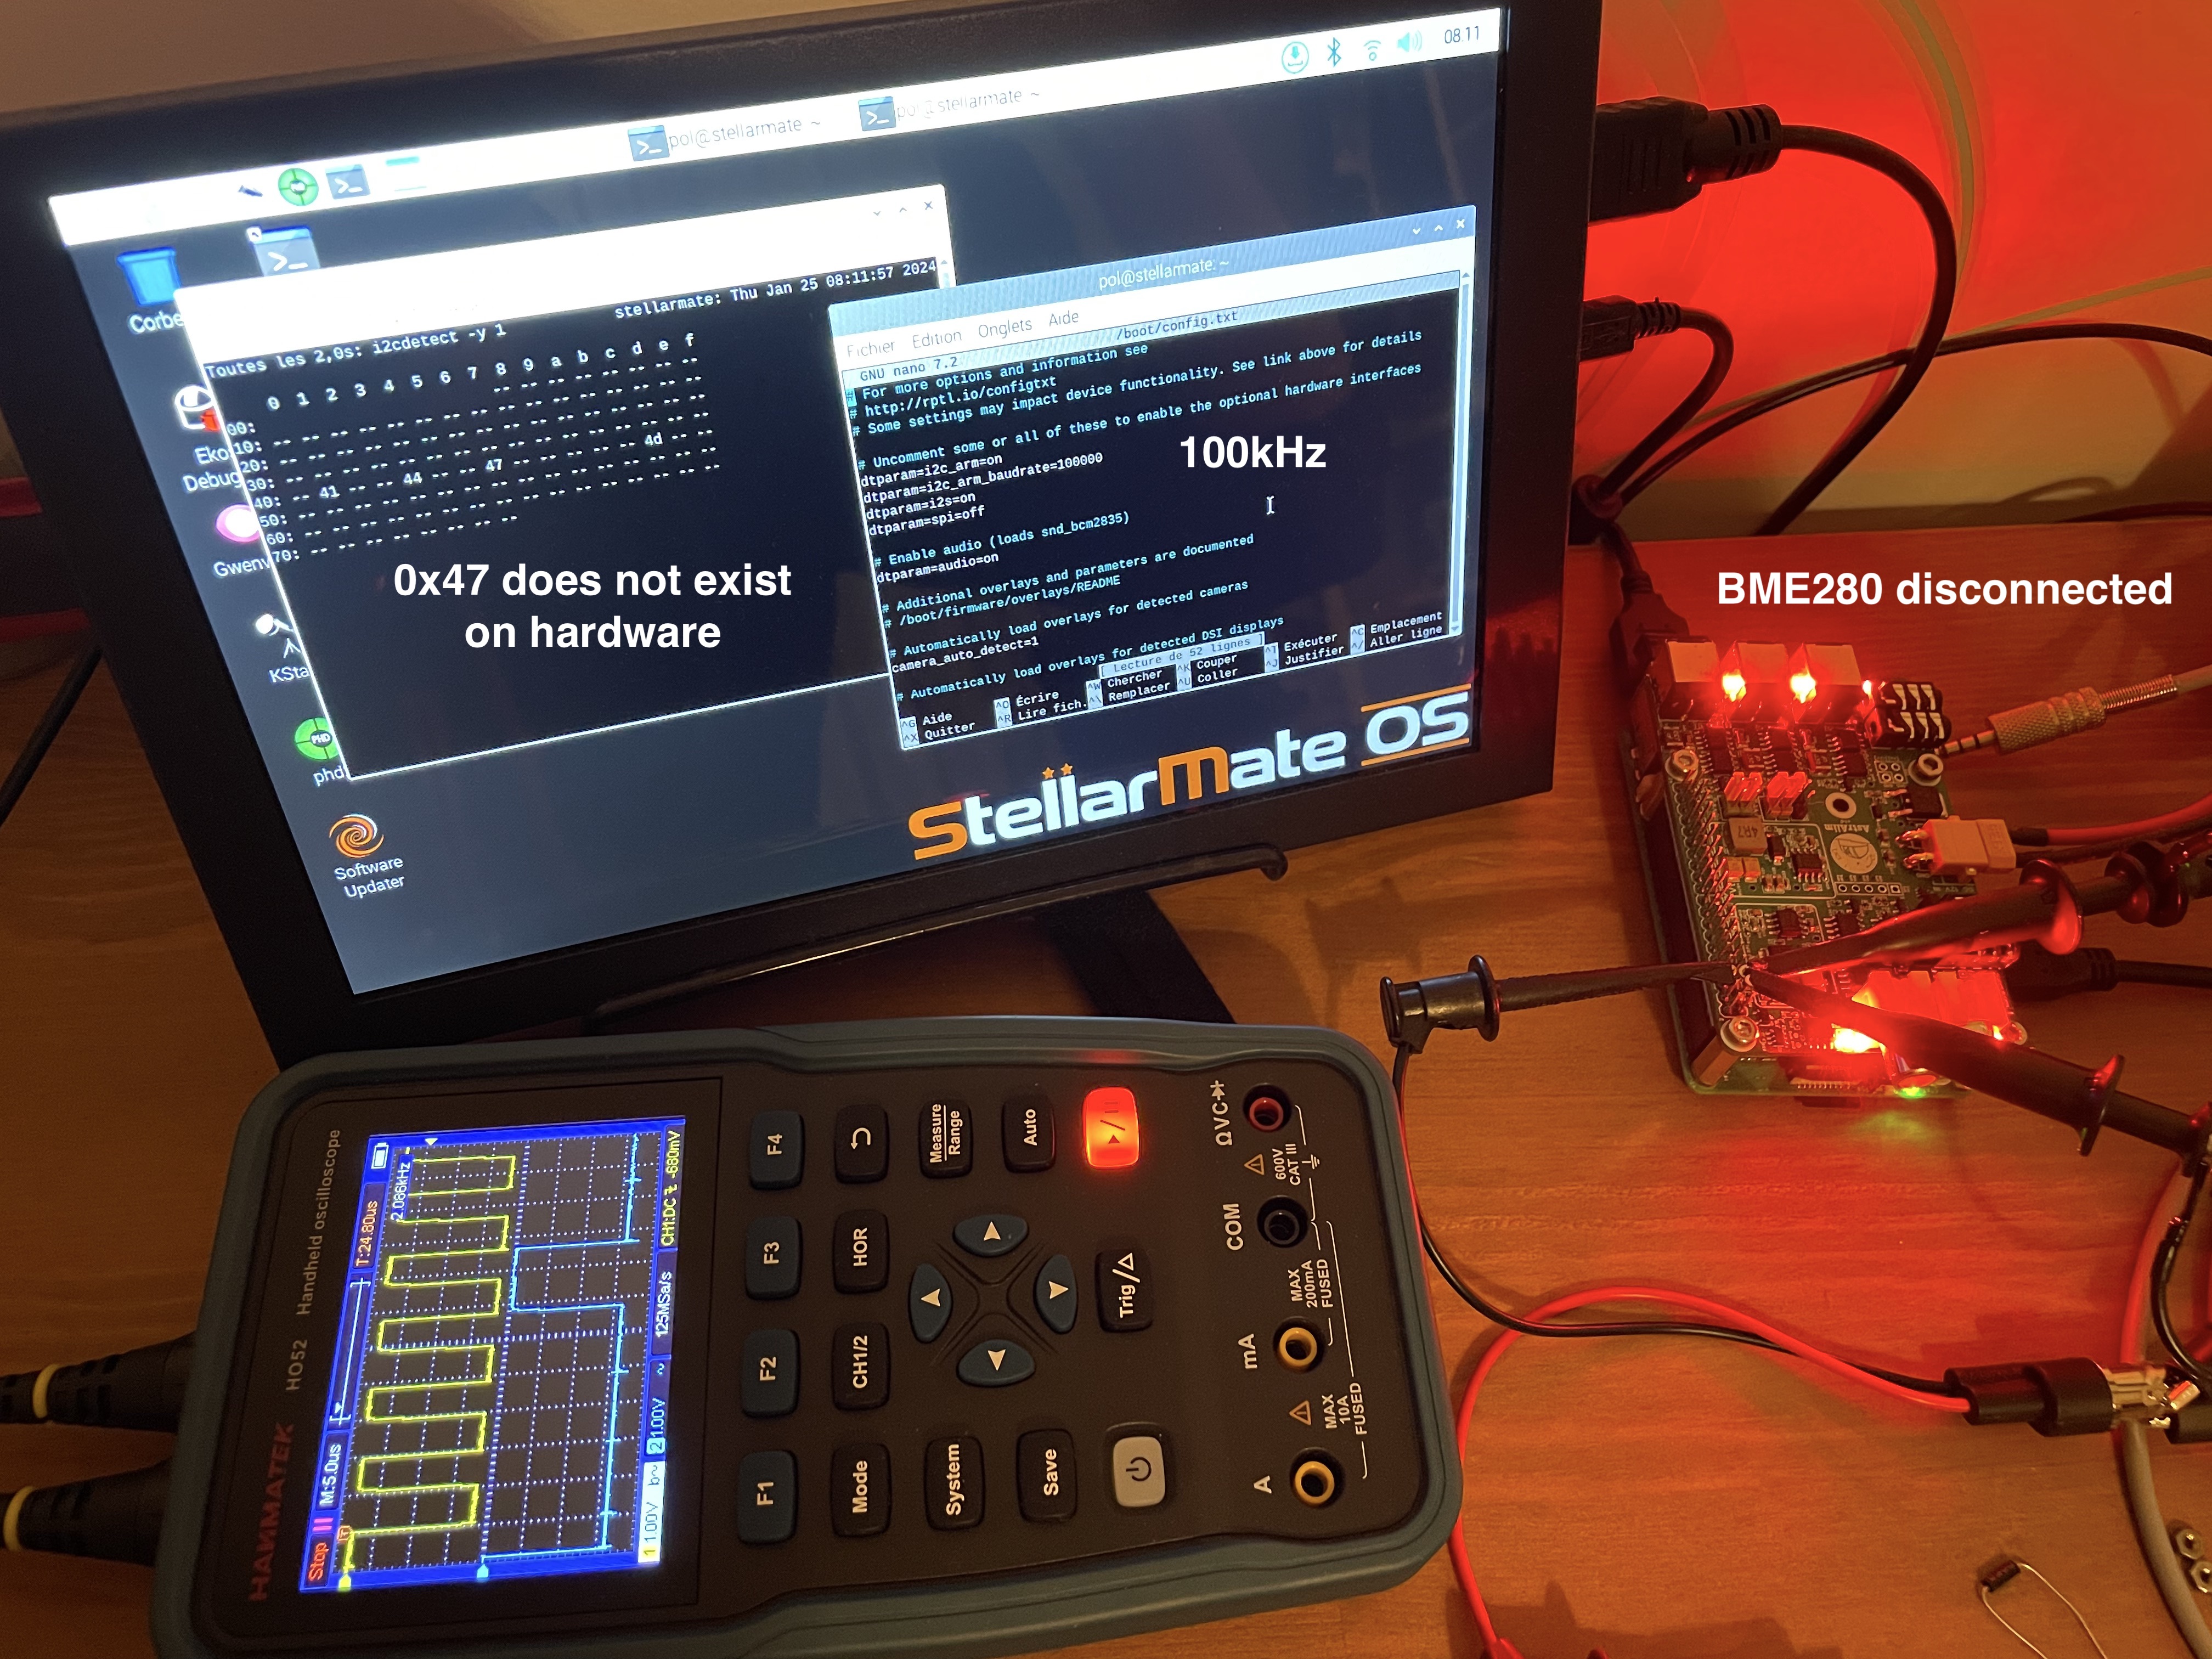 08.11
pol@stellarmate: ~
pol@stellarmate: ~
Corbe
Eko
Debug
Gwenv
KSta
phd
Software
Updater
Toutes les 2,0s: i2cdetect -y 1
stellarmate: Thu Jan 25 08:11:57 2024
0 1 2 3 4 5 6 7 8 9 a b c d e f
00: -- -- -- -- -- -- -- --
10: -- -- -- -- -- -- -- -- -- -- -- -- -- -- -- --
20: -- -- -- -- -- -- -- -- -- -- -- -- -- -- -- --
30: -- -- -- -- -- -- -- -- -- -- -- -- -- -- -- --
40: -- 41 -- -- 44 -- -- 47 -- -- -- -- -- 4d -- --
50: -- -- -- -- -- -- -- -- -- -- -- -- -- -- -- --
60: -- -- -- -- -- -- -- -- -- -- -- -- -- -- -- --
70: -- -- -- -- -- -- -- --
0x47 does not exist
on hardware
pol@stellarmate: ~
Fichier Edition Onglets Aide
GNU nano 7.2 /boot/config.txt
# For more options and information see
# http://rptl.io/configtxt
# Some settings may impact device functionality. See link above for details
# Uncomment some or all of these to enable the optional hardware interfaces
dtparam=i2c_arm=on
dtparam=i2c_arm_baudrate=100000
dtparam=i2s=on
dtparam=spi=off
# Enable audio (loads snd_bcm2835)
dtparam=audio=on
# Additional overlays and parameters are documented
# /boot/firmware/overlays/README
# Automatically load overlays for detected cameras
camera_auto_detect=1
# Automatically load overlays for detected DSI displays
[ Lecture de 52 lignes ]
^G Aide ^O Écrire ^W Chercher ^K Couper ^T Exécuter ^C Emplacement
^X Quitter ^R Lire fich. ^\ Remplacer ^U Coller ^J Justifier ^/ Aller ligne
100kHz
StellarMate OS
BME280 disconnected
4R7
AstrAlim
HANMATEK HO52 Handheld oscilloscope
Stop M:5.0us T:24.80us
2.086kHz
1 1.00V 2 1.00V 125MSa/s CH1:DC -680mV
F1 F2 F3 F4
Mode CH1/2 HOR
System Measure
Range
Save Auto
Trig/Δ
A mA COM ΩVC
MAX
10A
FUSED
MAX
200mA
FUSED
600V
CAT III